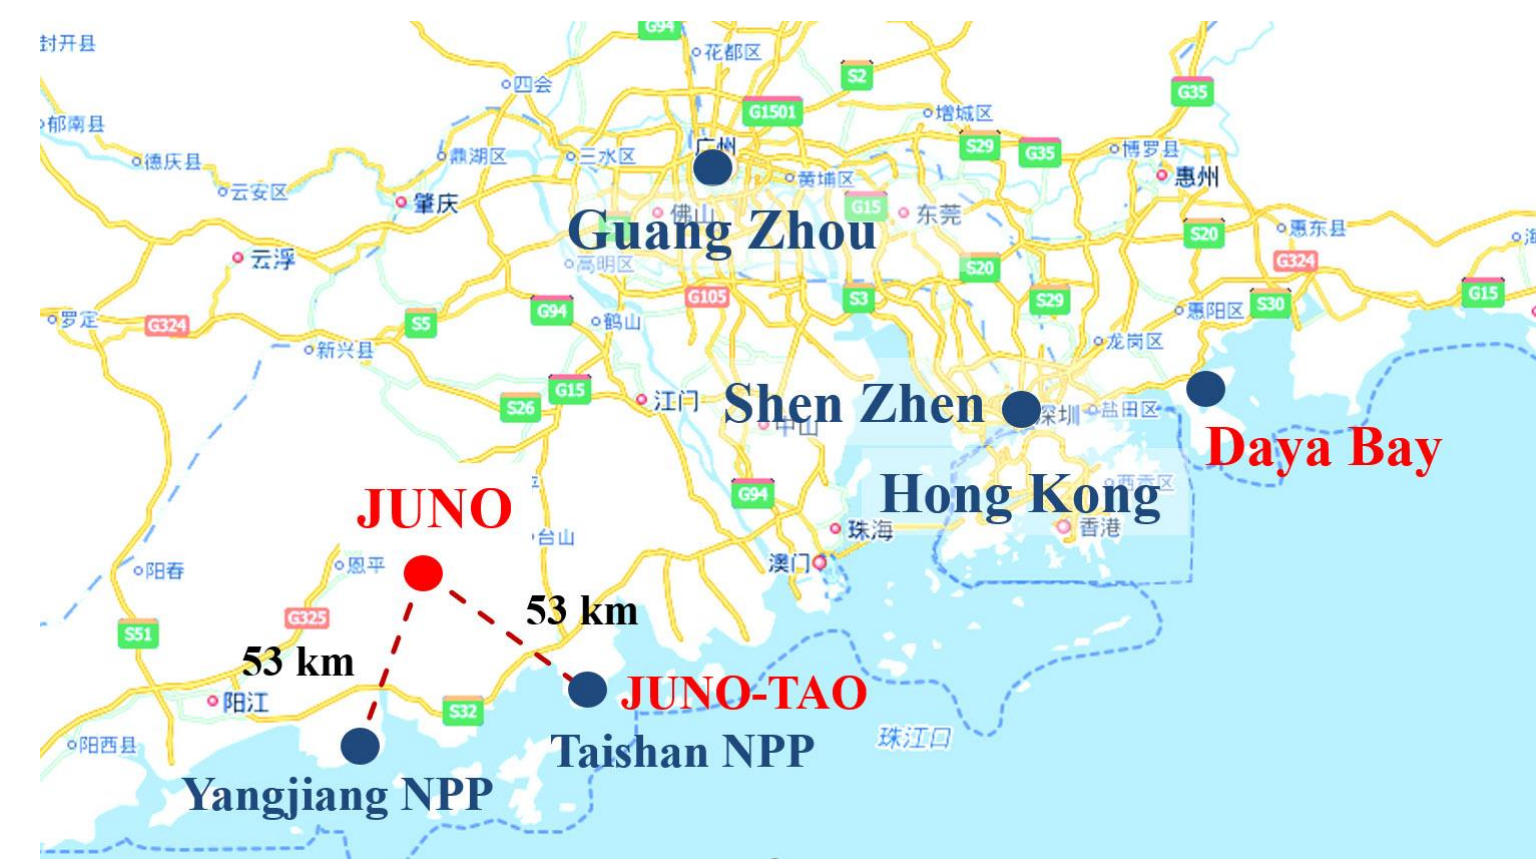 G94
封开县
花都区
四会
S2
G35
G1501
增城区
郁南县
广州
S29
G35
博罗县
德庆县
鼎湖区
三水区
黄埔区
惠州
云安区
肇庆
佛山
G15
东莞
Guang Zhou
S20
惠东县
云浮
高明区
S20
G324
G105
S3
S29
惠阳区
S30
G15
罗定
G324
S5
G94
鹤山
新兴县
龙岗区
G15
江门
S26
Shen Zhen
深圳
盐田区
中山
Daya Bay
G94
Hong Kong
西贡区
JUNO
珠海
香港
台山
澳门
恩平
阳春
53 km
G325
S51
53 km
阳江
S32
JUNO-TAO
阳西县
珠江口
Taishan NPP
Yangjiang NPP